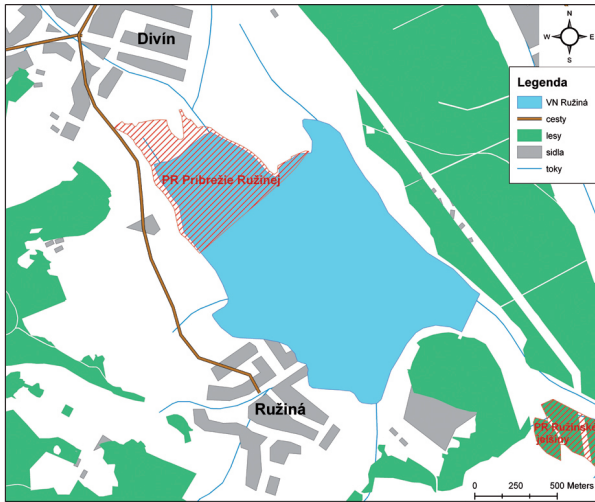 Divín
N
W E
S
Legenda
VN Ružiná
cesty
lesy
sídla
toky
PR Pribrežie Ružinej
Ružiná
PR Ružinské
jelšiny
0 250 500 Meters